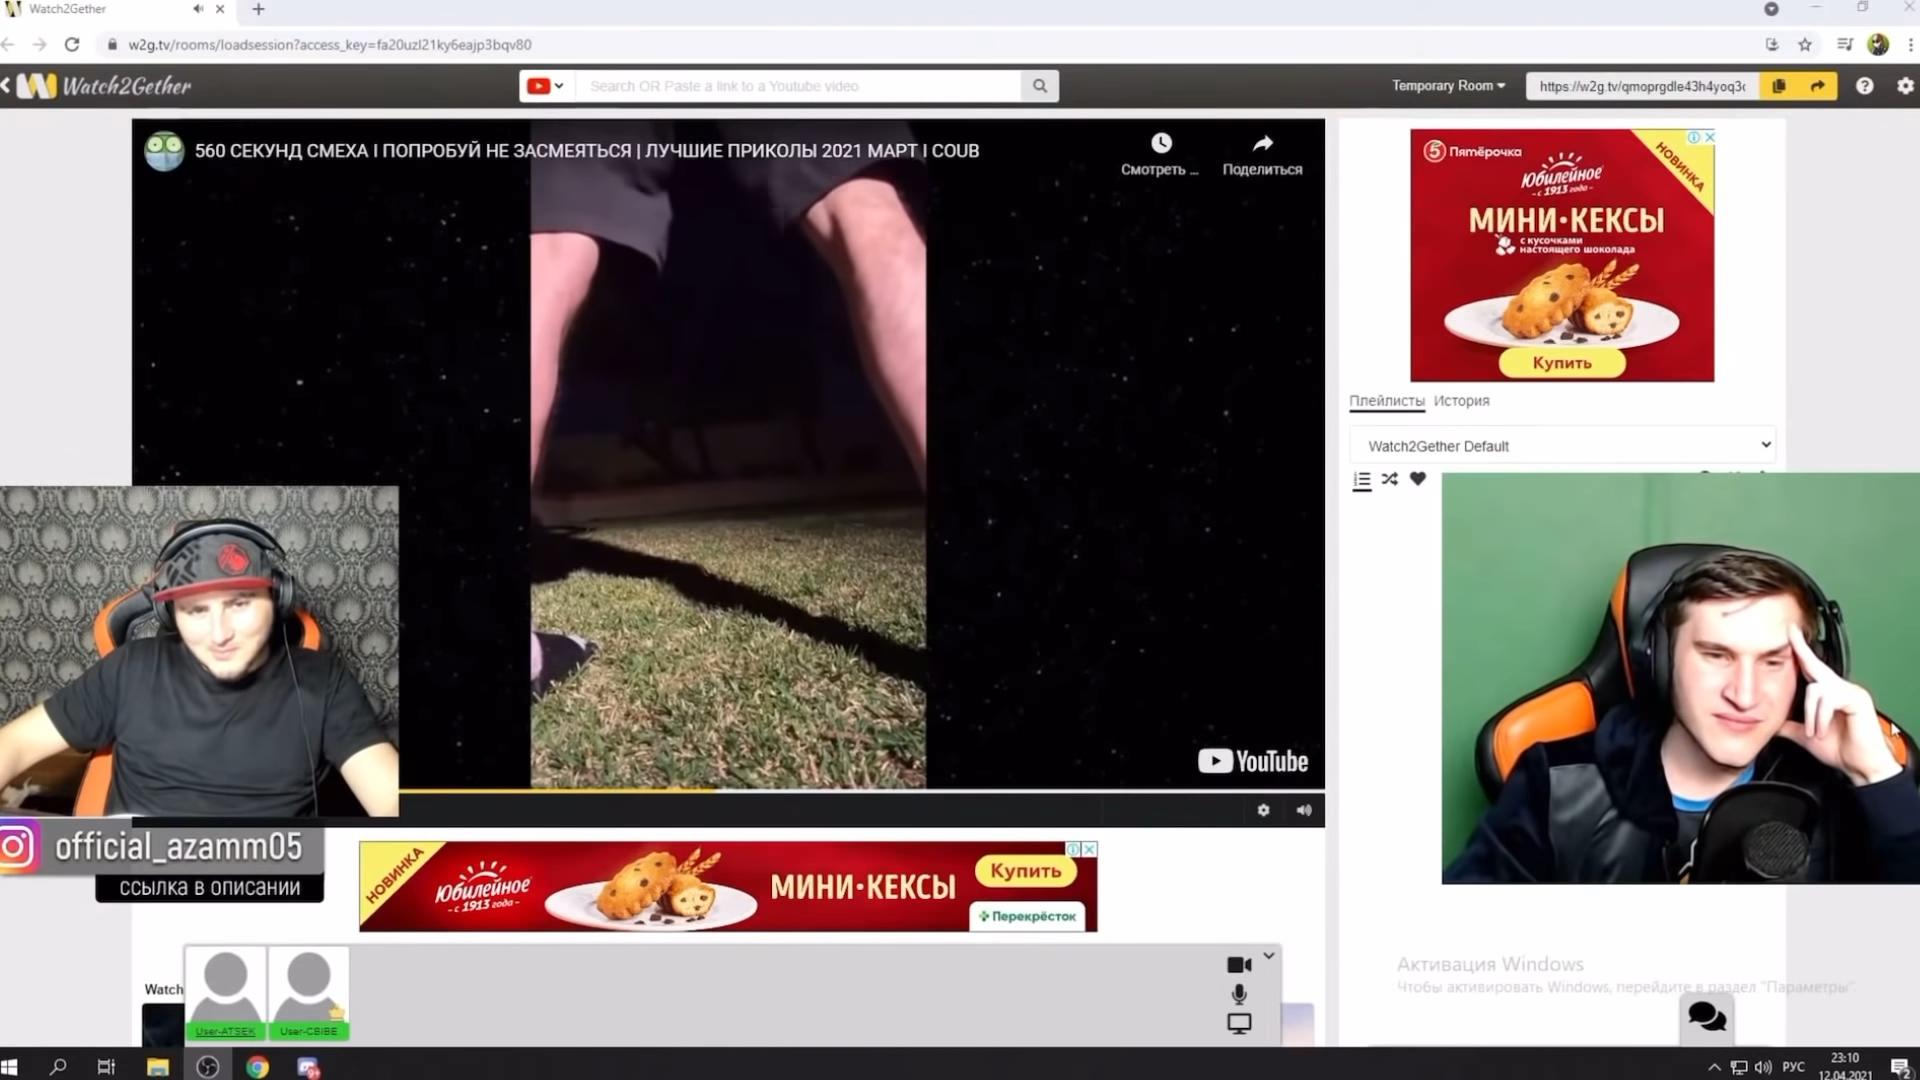 Watch2Gether
w2g.tv/rooms/loadsession?access_key=fa20uzl21ky6eajp3bqv80
Watch2Gether
Search OR Paste a link to a Youtube video
Temporary Room
https://w2g.tv/qmoprgdle43h4yoq3
560 СЕКУНД СМЕХА I ПОПРОБУЙ НЕ ЗАСМЕЯТЬСЯ | ЛУЧШИЕ ПРИКОЛЫ 2021 МАРТ I COUB
Смотреть ...
Поделиться
5 Пятёрочка
НОВИНКА
Юбилейное
- с 1913 года -
МИНИ·КЕКСЫ
с кусочками
настоящего шоколада
Купить
Плейлисты История
Watch2Gether Default
YouTube
official_azamm05
ссылка в описании
НОВИНКА
Юбилейное
- с 1913 года -
МИНИ·КЕКСЫ
Купить
Перекрёсток
Watch
User-ATSEK
User-CBIBE
Активация Windows
Чтобы активировать Windows, перейдите в раздел "Параметры".
РУС
23:10
12.04.2021
2